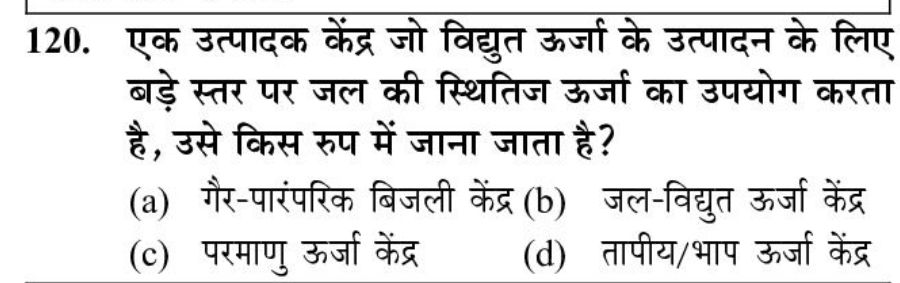 120. एक उत्पादक केंद्र जो विद्युत ऊर्जा के उत्पादन के लिए
बड़े स्तर पर जल की स्थितिज ऊर्जा का उपयोग करता
है, उसे किस रुप में जाना जाता है?
(a) गैर-पारंपरिक बिजली केंद्र (b) जल-विद्युत ऊर्जा केंद्र
(c) परमाणु ऊर्जा केंद्र (d) तापीय/भाप ऊर्जा केंद्र